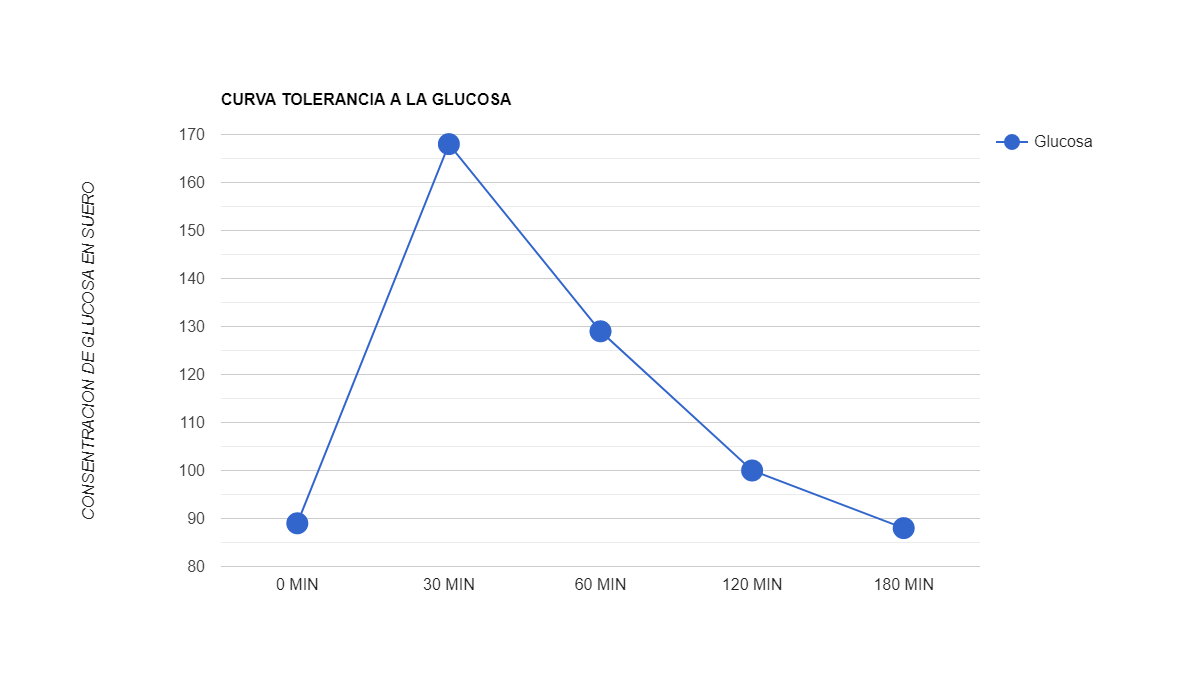 CURVA TOLERANCIA A LA GLUCOSA
Glucosa
CONSENTRACION DE GLUCOSA EN SUERO
170
160
150
140
130
120
110
100
90
80
0 MIN
30 MIN
60 MIN
120 MIN
180 MIN